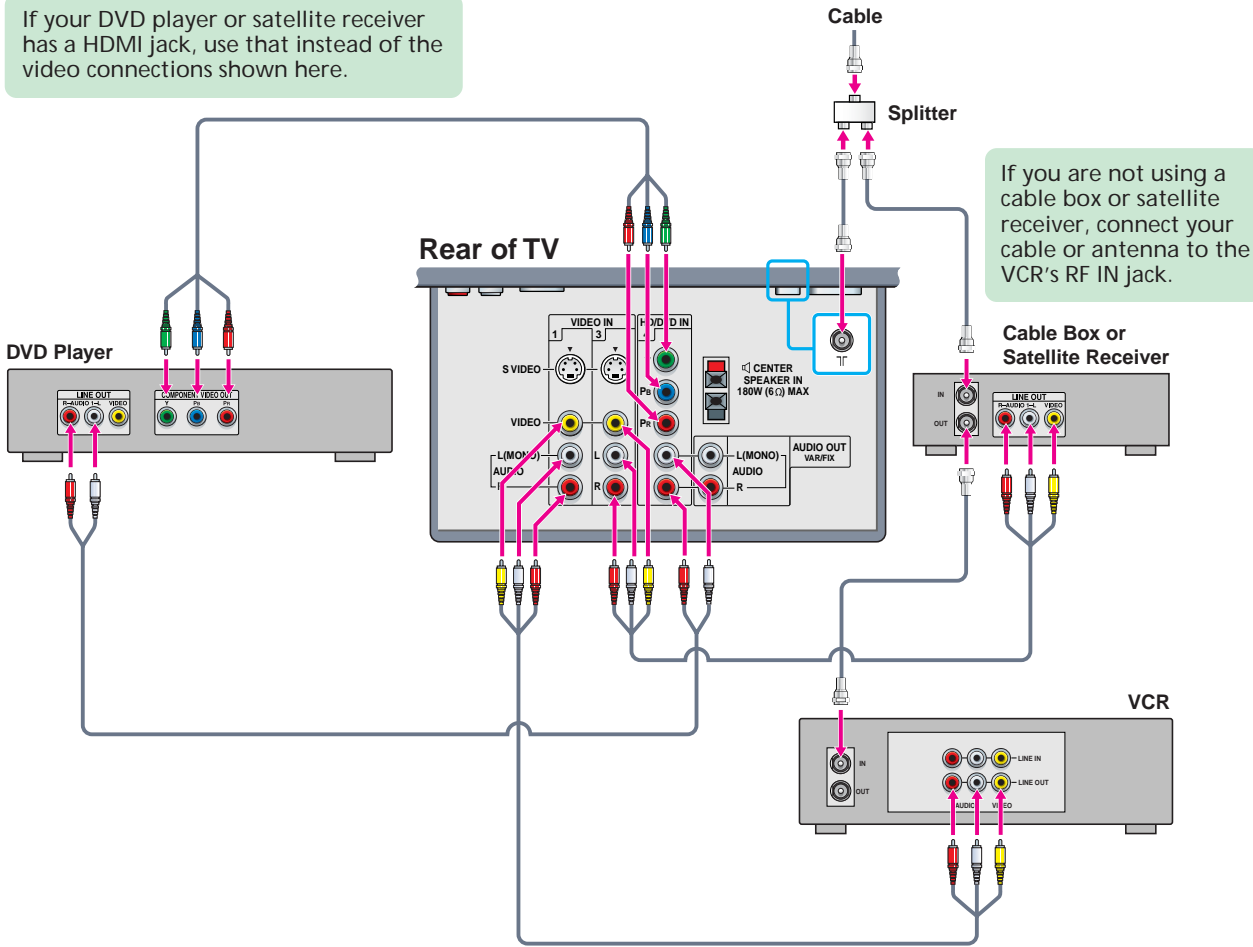 If your DVD player or satellite receiver
has a HDMI jack, use that instead of the
video connections shown here.
Cable
Splitter
If you are not using a
cable box or satellite
receiver, connect your
cable or antenna to the
VCR's RF IN jack.
Rear of TV
VIDEO IN
1
3
HD/DVD IN
S VIDEO
VIDEO
L(MONO)
AUDIO
L
R
PB
PR
CENTER
SPEAKER IN
180W (6Ω) MAX
L(MONO)
AUDIO
R
AUDIO OUT
VAR/FIX
DVD Player
LINE OUT
R–AUDIO 1–L VIDEO
COMPONENT VIDEO OUT
Y PB PR
Cable Box or
Satellite Receiver
IN
OUT
LINE OUT
R–AUDIO 1–L VIDEO
VCR
IN
OUT
LINE IN
LINE OUT
AUDIO VIDEO